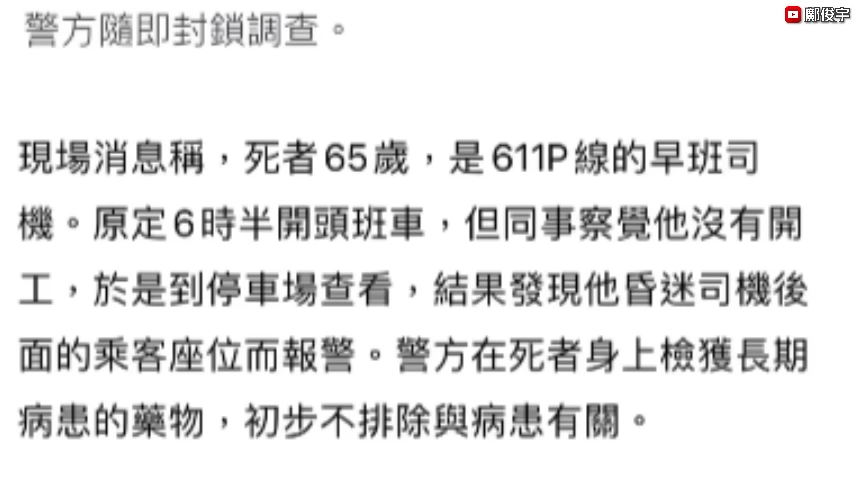 鄺俊宇
警方隨即封鎖調查。
現場消息稱，死者65歲，是611P線的早班司
機。原定6時半開頭班車，但同事察覺他沒有開
工，於是到停車場查看，結果發現他昏迷司機後
面的乘客座位而報警。警方在死者身上檢獲長期
病患的藥物，初步不排除與病患有關。